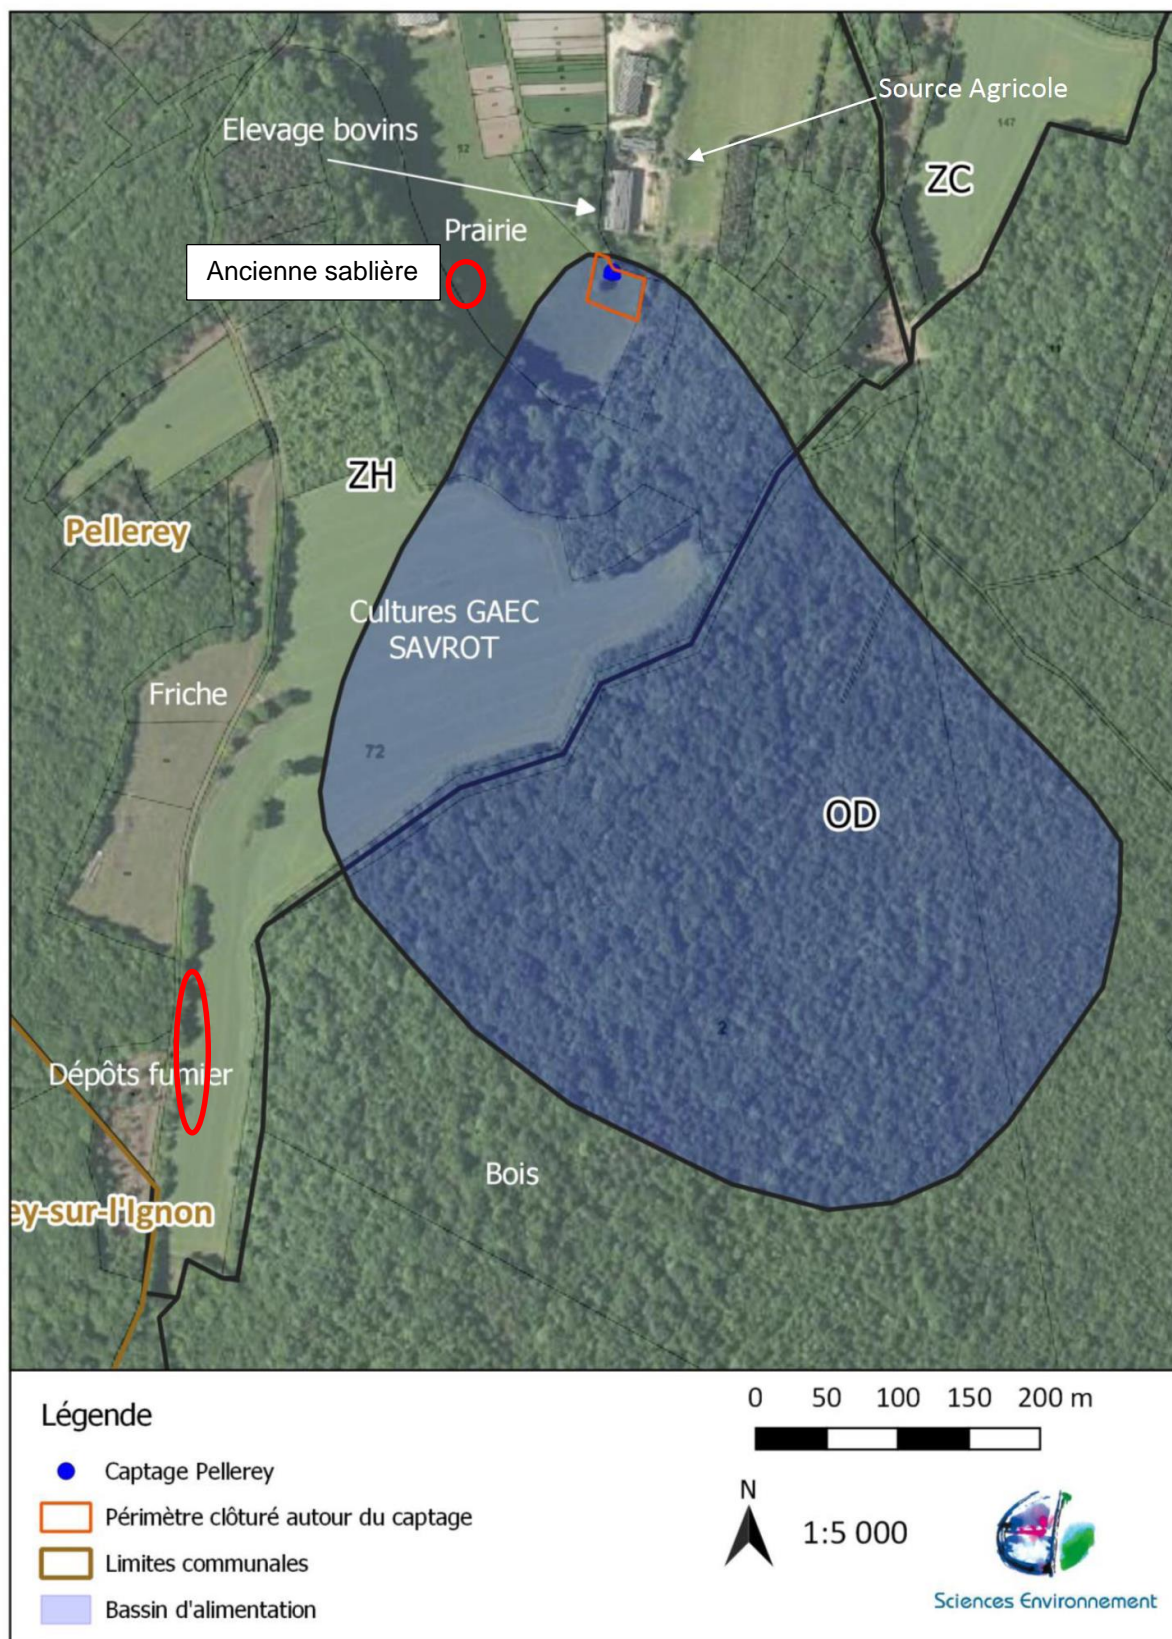 Source Agricole
Elevage bovins
147
52
ZC
Prairie
Ancienne sablière
ZH
Pellerey
Cultures GAEC
SAVROT
Friche
72
OD
2
Dépôts fumier
Bois
ey-sur-l'Ignon
Légende
0 50 100 150 200 m
Captage Pellerey
Périmètre clôturé autour du captage
N
1:5 000
Limites communales
Bassin d'alimentation
Sciences Environnement